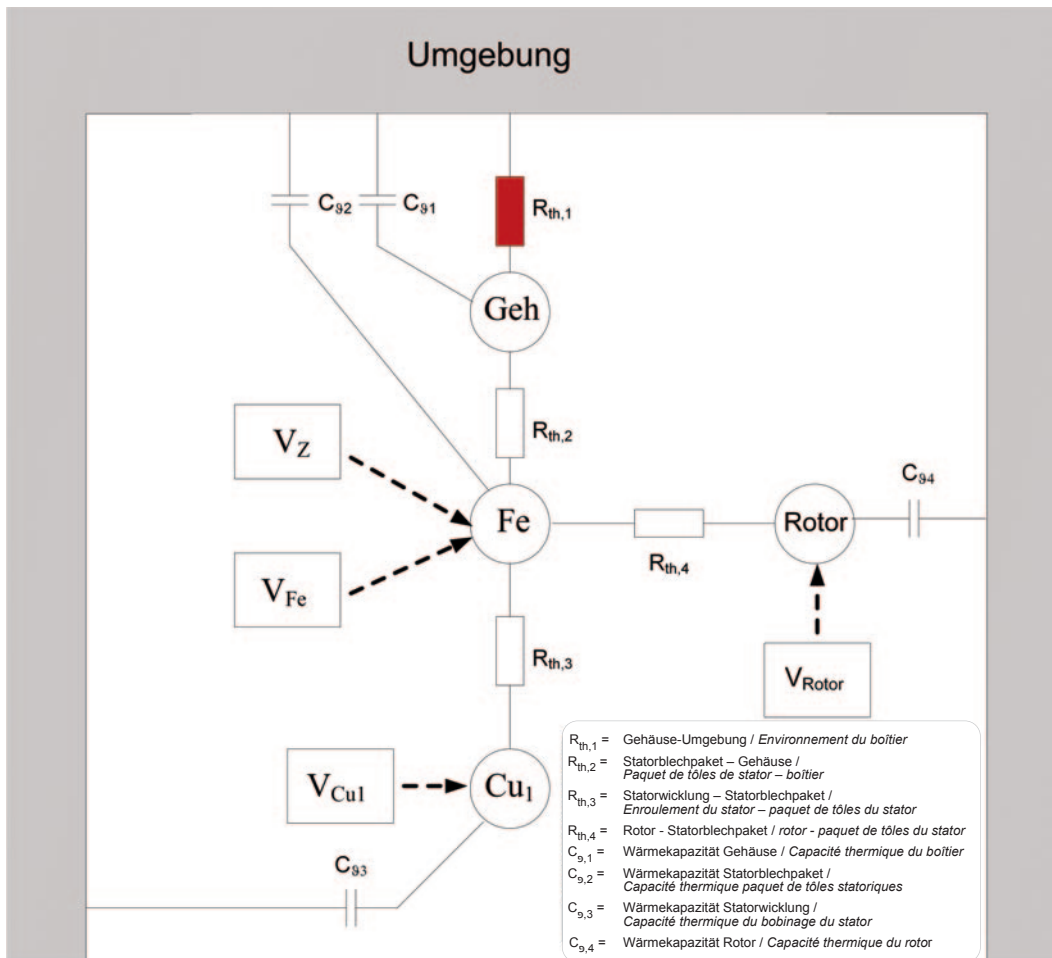 Umgebung
Cϑ2
Cϑ1
Rth,1
Geh
Rth,2
VZ
Fe
Rth,4
Rotor
Cϑ4
VFe
Rth,3
VRotor
VCu1
Cu1
Cϑ3
Rth,1 = Gehäuse-Umgebung / Environnement du boîtier
Rth,2 = Statorblechpaket – Gehäuse /
Paquet de tôles de stator – boîtier
Rth,3 = Statorwicklung – Statorblechpaket /
Enroulement du stator – paquet de tôles du stator
Rth,4 = Rotor - Statorblechpaket / rotor - paquet de tôles du stator
C9,1 = Wärmekapazität Gehäuse / Capacité thermique du boîtier
C9,2 = Wärmekapazität Statorblechpaket /
Capacité thermique paquet de tôles statoriques
C9,3 = Wärmekapazität Statorwicklung /
Capacité thermique du bobinage du stator
C9,4 = Wärmekapazität Rotor / Capacité thermique du rotor